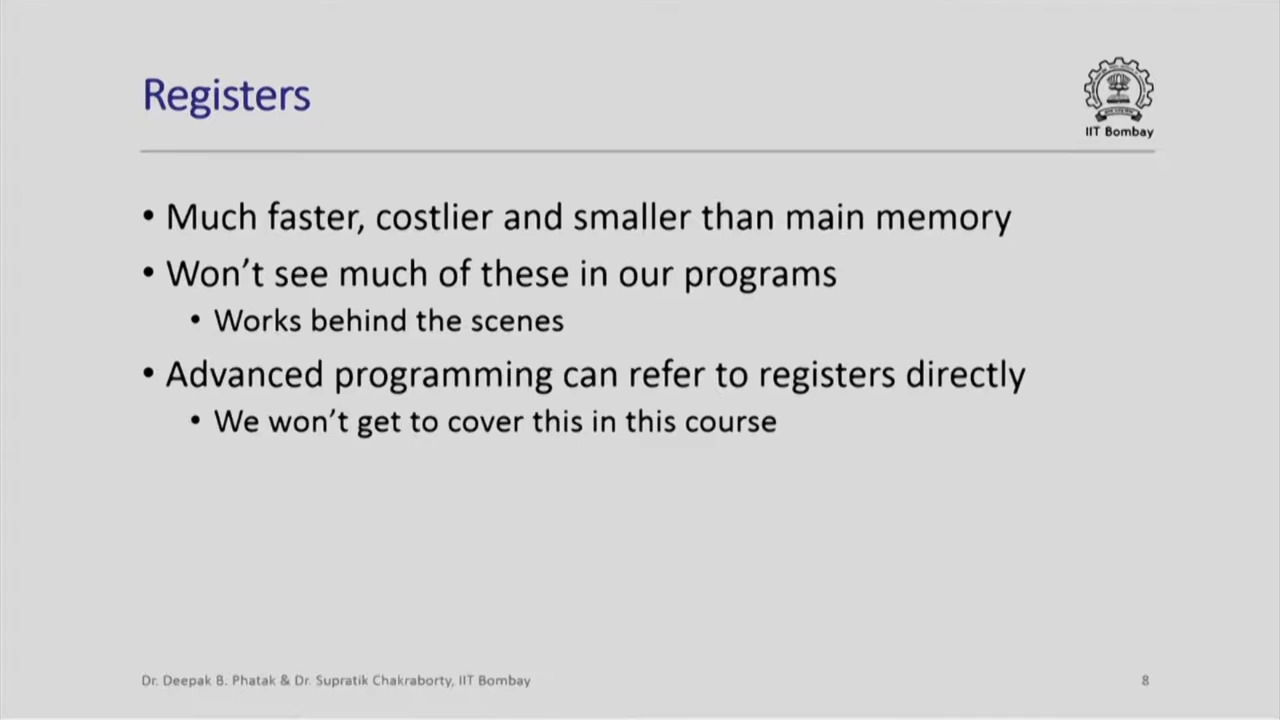 Registers
IIT Bombay
• Much faster, costlier and smaller than main memory
• Won’t see much of these in our programs
• Works behind the scenes
• Advanced programming can refer to registers directly
• We won’t get to cover this in this course
Dr. Deepak B. Phatak & Dr. Supratik Chakraborty, IIT Bombay
8